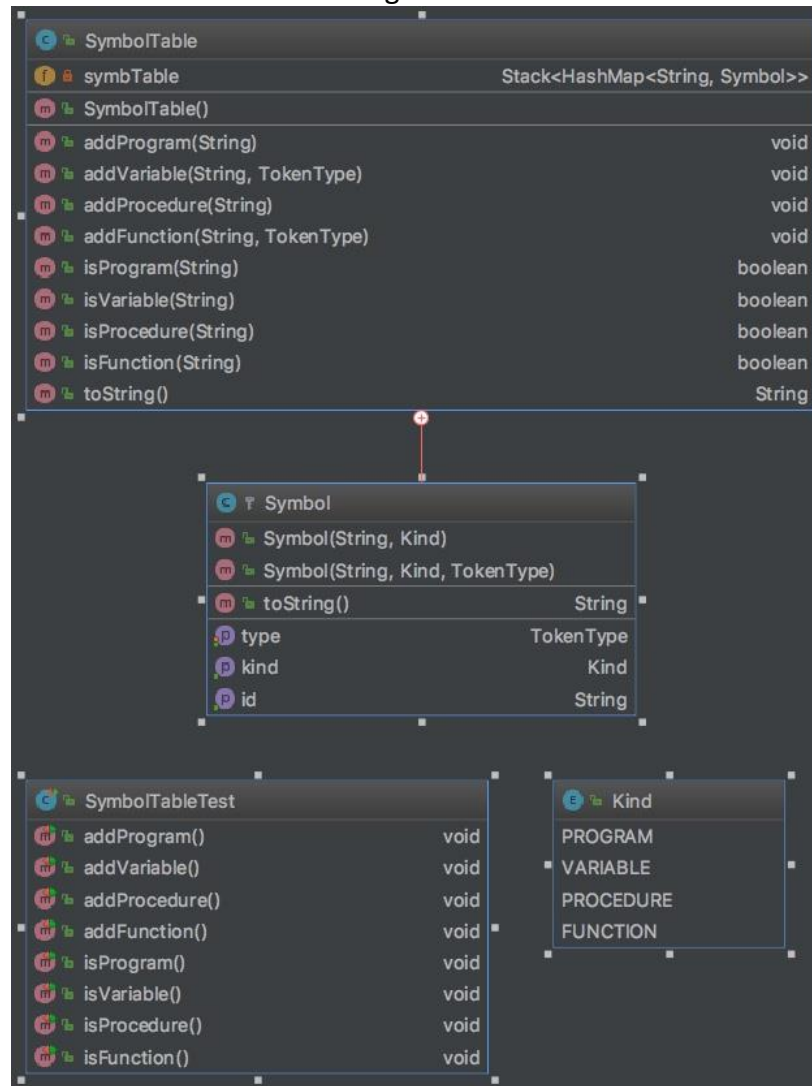 SymbolTable
symbTable Stack<HashMap<String, Symbol>>
SymbolTable()
addProgram(String) void
addVariable(String, TokenType) void
addProcedure(String) void
addFunction(String, TokenType) void
isProgram(String) boolean
isVariable(String) boolean
isProcedure(String) boolean
isFunction(String) boolean
toString() String
Symbol
Symbol(String, Kind)
Symbol(String, Kind, TokenType)
toString() String
type TokenType
kind Kind
id String
SymbolTableTest
addProgram() void
addVariable() void
addProcedure() void
addFunction() void
isProgram() void
isVariable() void
isProcedure() void
isFunction() void
Kind
PROGRAM
VARIABLE
PROCEDURE
FUNCTION